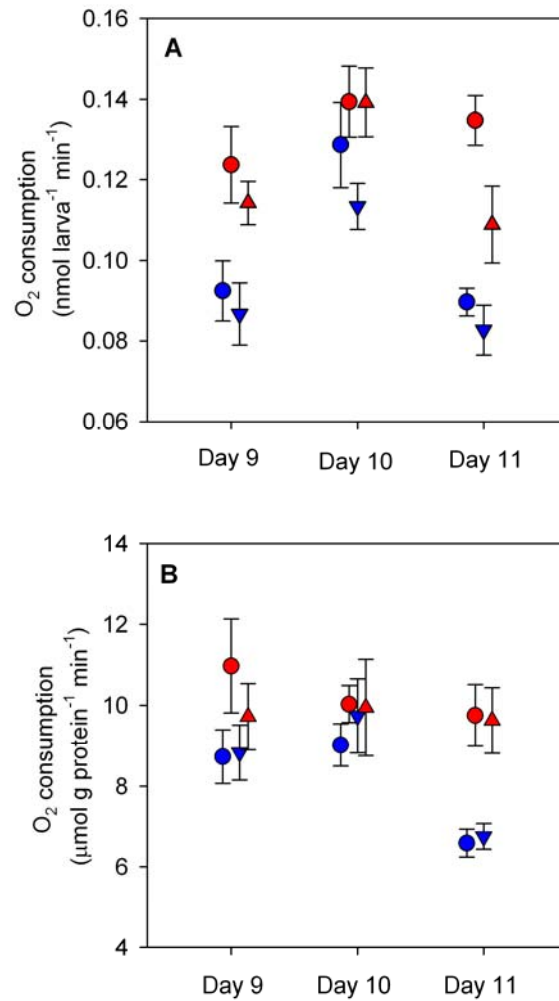 A
0.16
0.14
0.12
0.10
0.08
0.06
O₂ consumption
(nmol larva⁻¹ min⁻¹)
Day 9 Day 10 Day 11
B
14
12
10
8
6
4
O₂ consumption
(μmol g protein⁻¹ min⁻¹)
Day 9 Day 10 Day 11